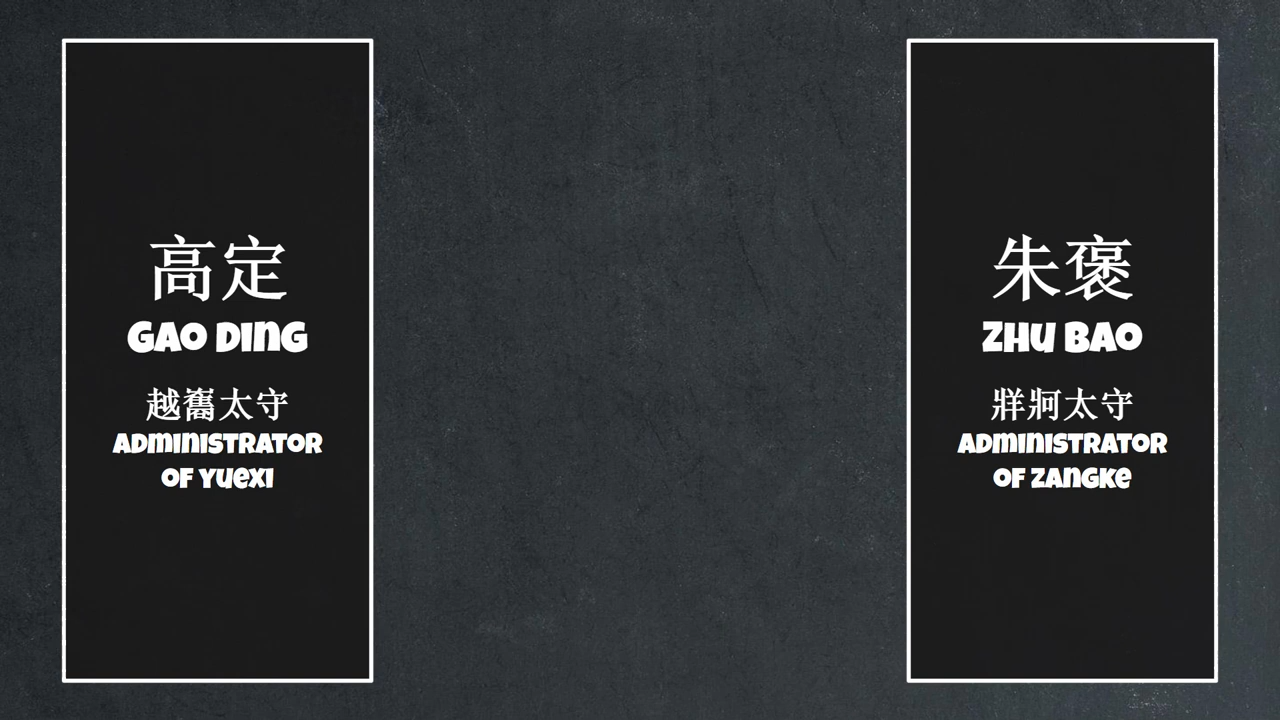 高定
GAO DING
越巂太守
ADMINISTRATOR
OF YUEXI
朱褒
ZHU BAO
牂牁太守
ADMINISTRATOR
OF ZANGKE